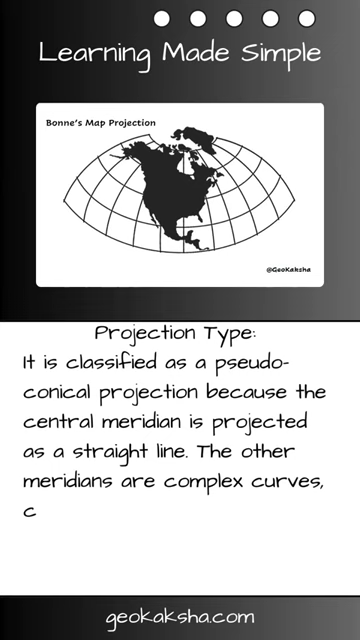 Learning Made Simple
Bonne's Map Projection
@GeoKaksha
Projection Type:
It is classified as a pseudo-
conical projection because the
central meridian is projected
as a straight line. The other
meridians are complex curves,
c
geokaksha.com